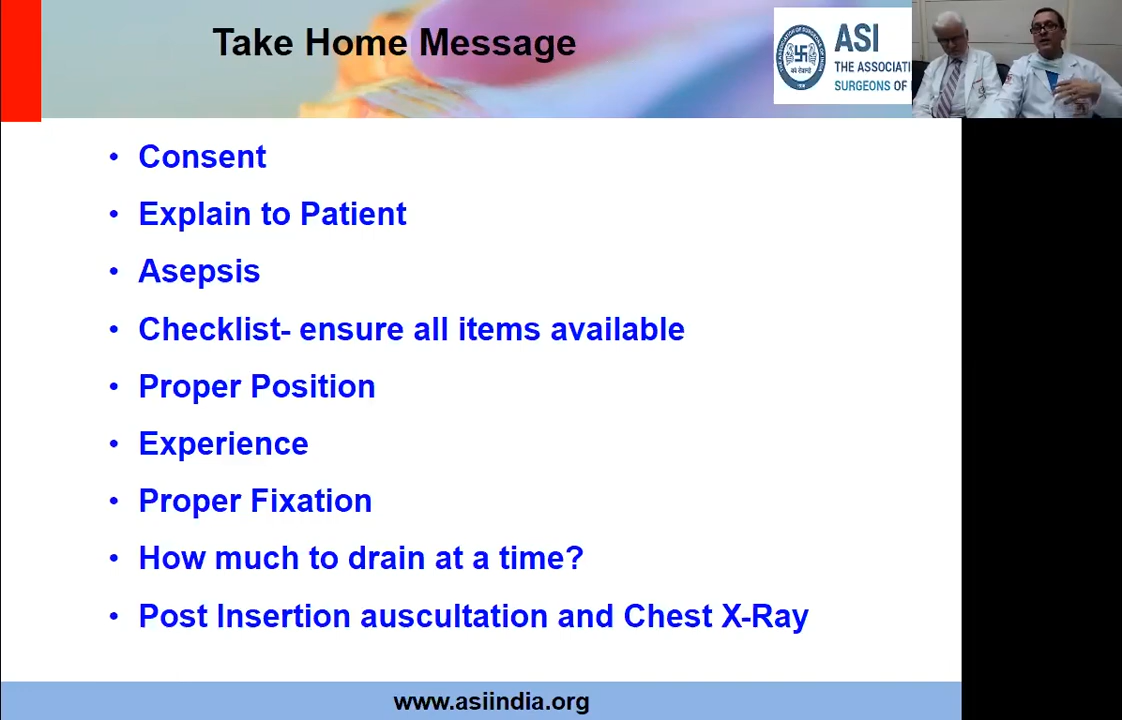 Take Home Message
ASI
THE ASSOCIAT
SURGEONS OF
• Consent
• Explain to Patient
• Asepsis
• Checklist- ensure all items available
• Proper Position
• Experience
• Proper Fixation
• How much to drain at a time?
• Post Insertion auscultation and Chest X-Ray
www.asiindia.org